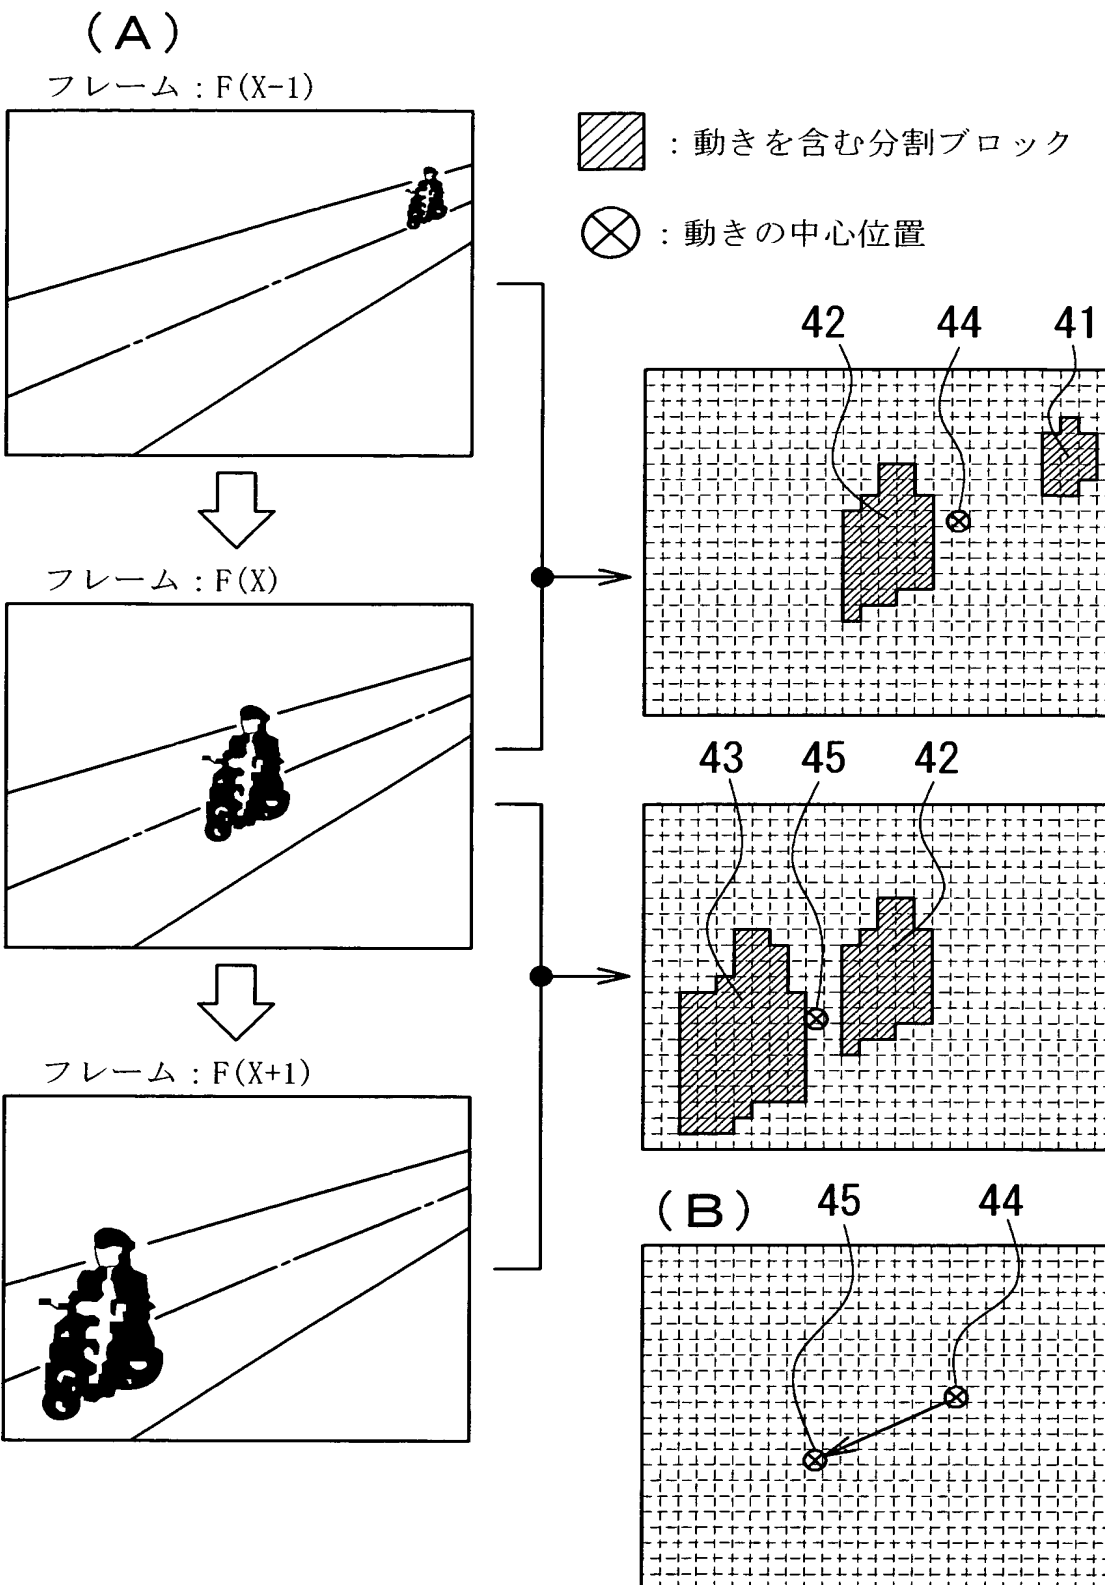 (A)
フレーム : F(X-1)
: 動きを含む分割ブロック
: 動きの中心位置
42 44 41
フレーム : F(X)
43 45 42
フレーム : F(X+1)
(B)
45 44